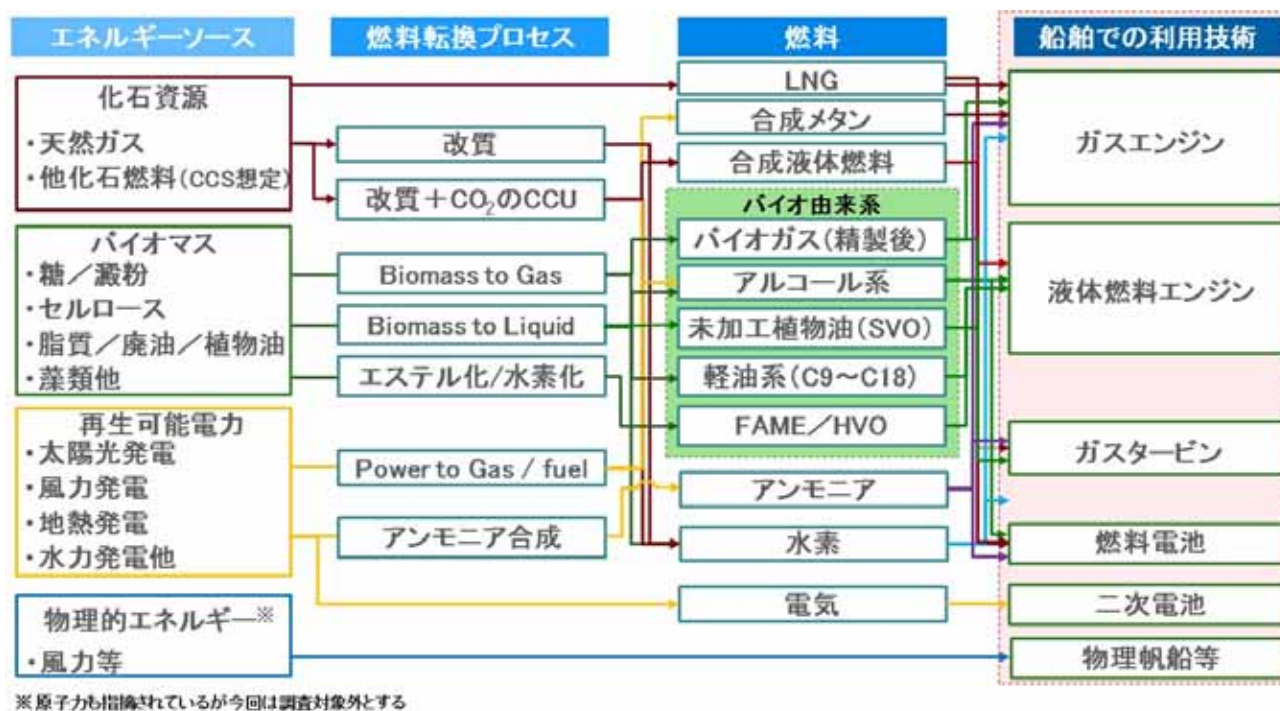 エネルギーソース
燃料転換プロセス
燃料
船舶での利用技術
化石資源
・天然ガス
・他化石燃料(CCS想定)
バイオマス
・糖／澱粉
・セルロース
・脂質／廃油／植物油
・藻類他
再生可能電力
・太陽光発電
・風力発電
・地熱発電
・水力発電他
物理的エネルギー※
・風力等
改質
改質＋CO₂のCCU
Biomass to Gas
Biomass to Liquid
エステル化/水素化
Power to Gas / fuel
アンモニア合成
LNG
合成メタン
合成液体燃料
バイオ由来系
バイオガス(精製後)
アルコール系
未加工植物油(SVO)
軽油系(C9～C18)
FAME／HVO
アンモニア
水素
電気
ガスエンジン
液体燃料エンジン
ガスタービン
燃料電池
二次電池
物理帆船等
※原子力も指摘されているが今回は調査対象外とする